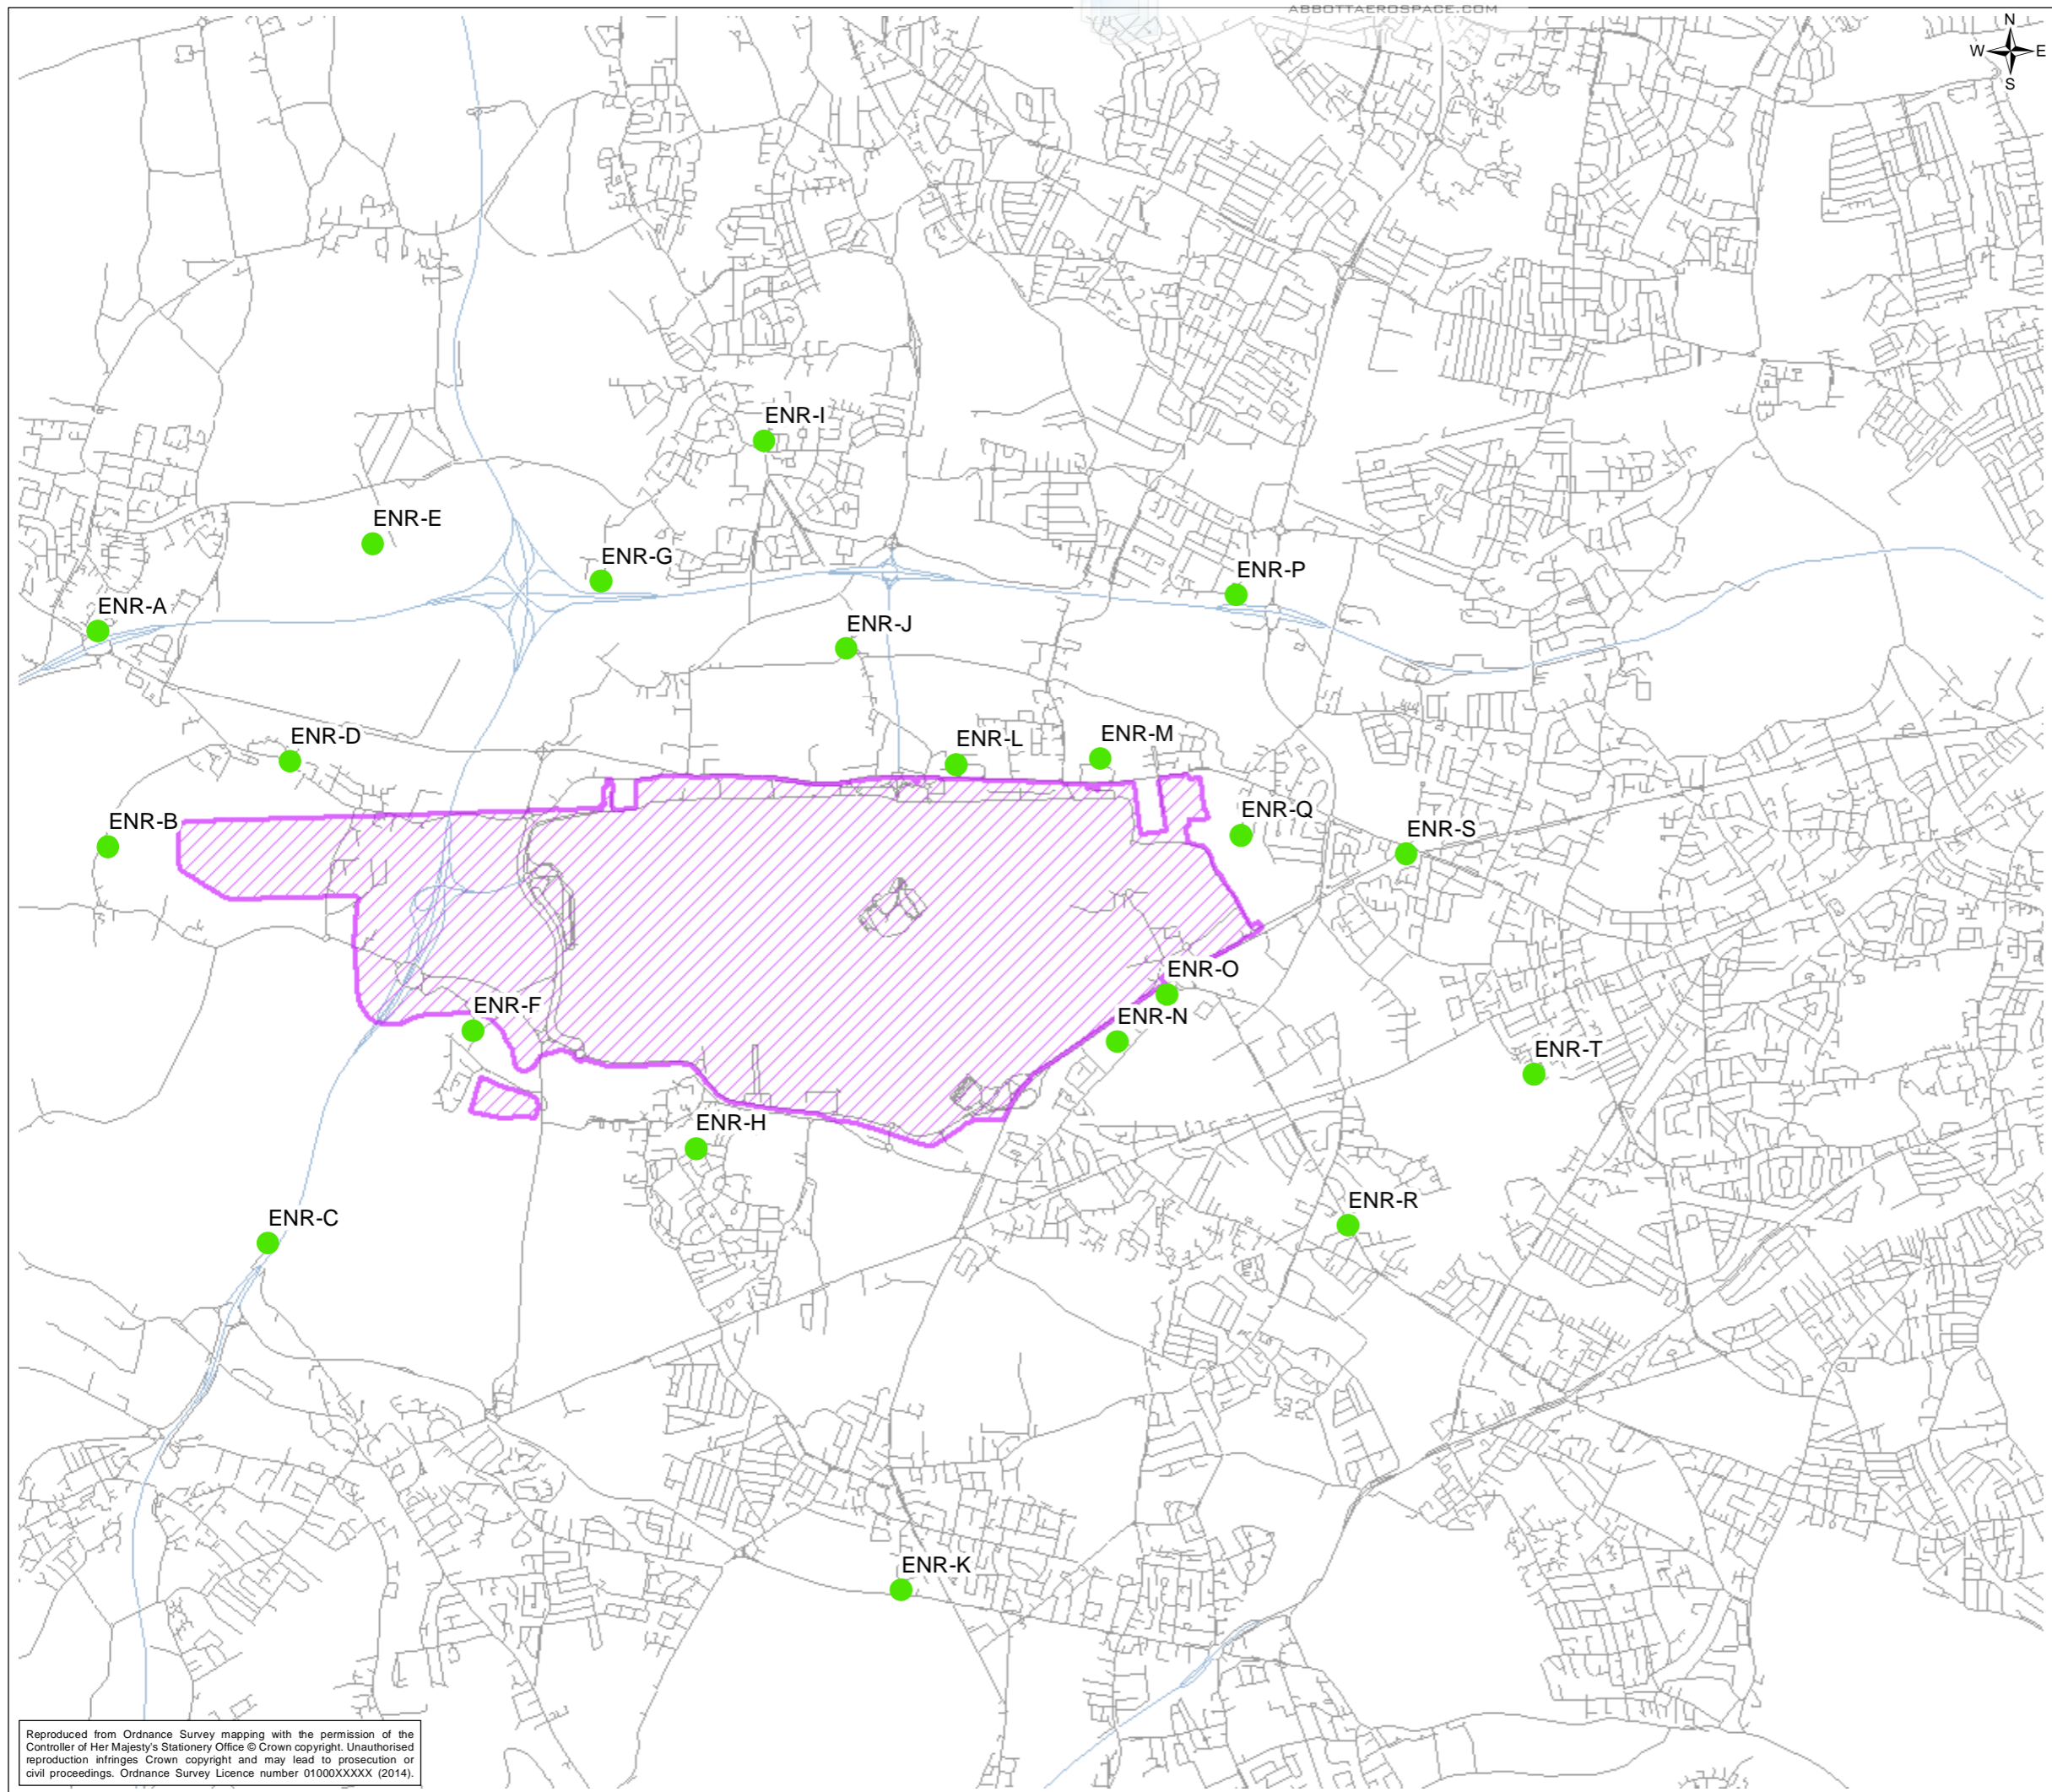 ABBOTTAEROSPACE.COM
N
W E
S
ENR-I
ENR-E
ENR-G
ENR-P
ENR-A
ENR-J
ENR-D
ENR-L
ENR-M
ENR-B
ENR-Q
ENR-S
ENR-O
ENR-F
ENR-N
ENR-T
ENR-H
ENR-R
ENR-C
ENR-K
Reproduced from Ordnance Survey mapping with the permission of the
Controller of Her Majesty's Stationery Office © Crown copyright. Unauthorised
reproduction infringes Crown copyright and may lead to prosecution or
civil proceedings. Ordnance Survey Licence number 01000XXXXX (2014).